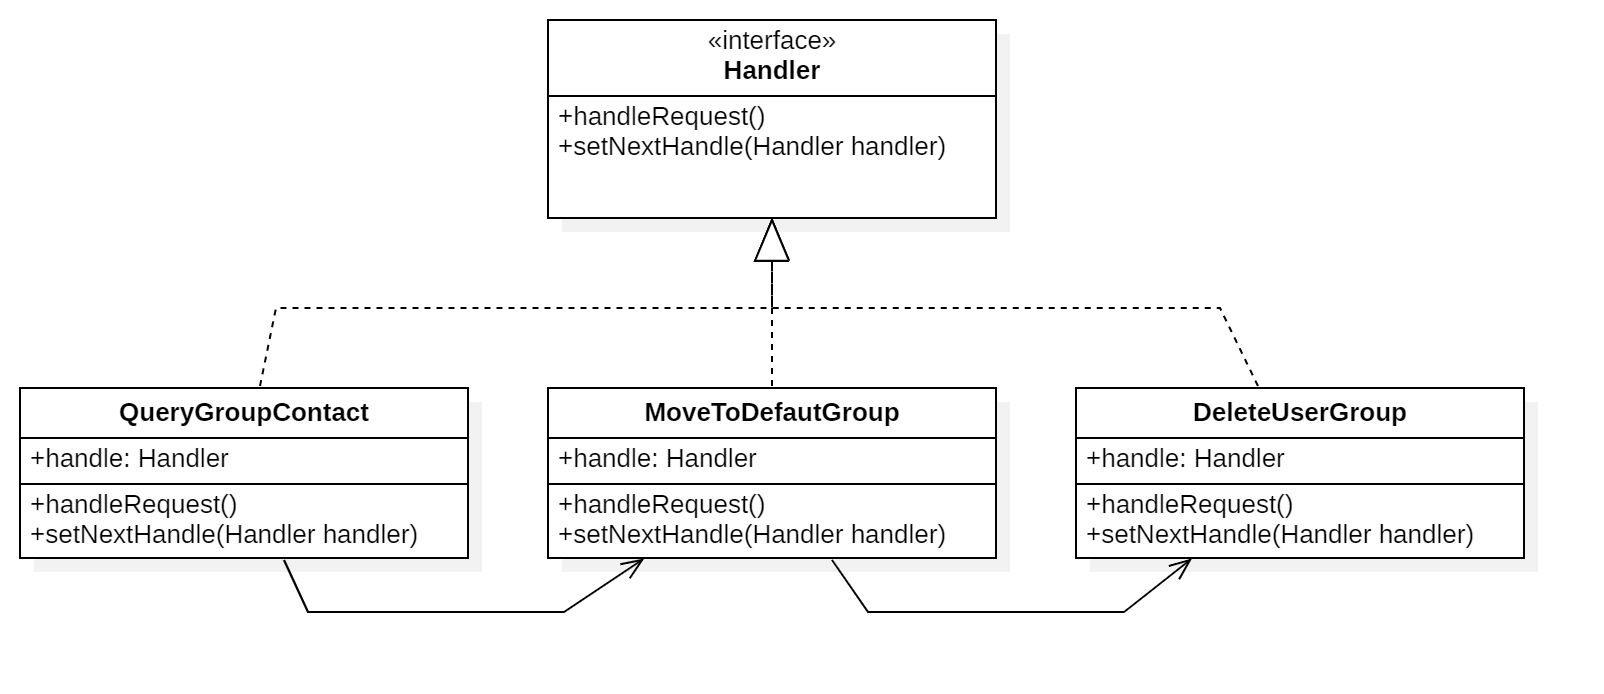 «interface»
Handler
+handleRequest()
+setNextHandle(Handler handler)
QueryGroupContact
+handle: Handler
+handleRequest()
+setNextHandle(Handler handler)
MoveToDefautGroup
+handle: Handler
+handleRequest()
+setNextHandle(Handler handler)
DeleteUserGroup
+handle: Handler
+handleRequest()
+setNextHandle(Handler handler)